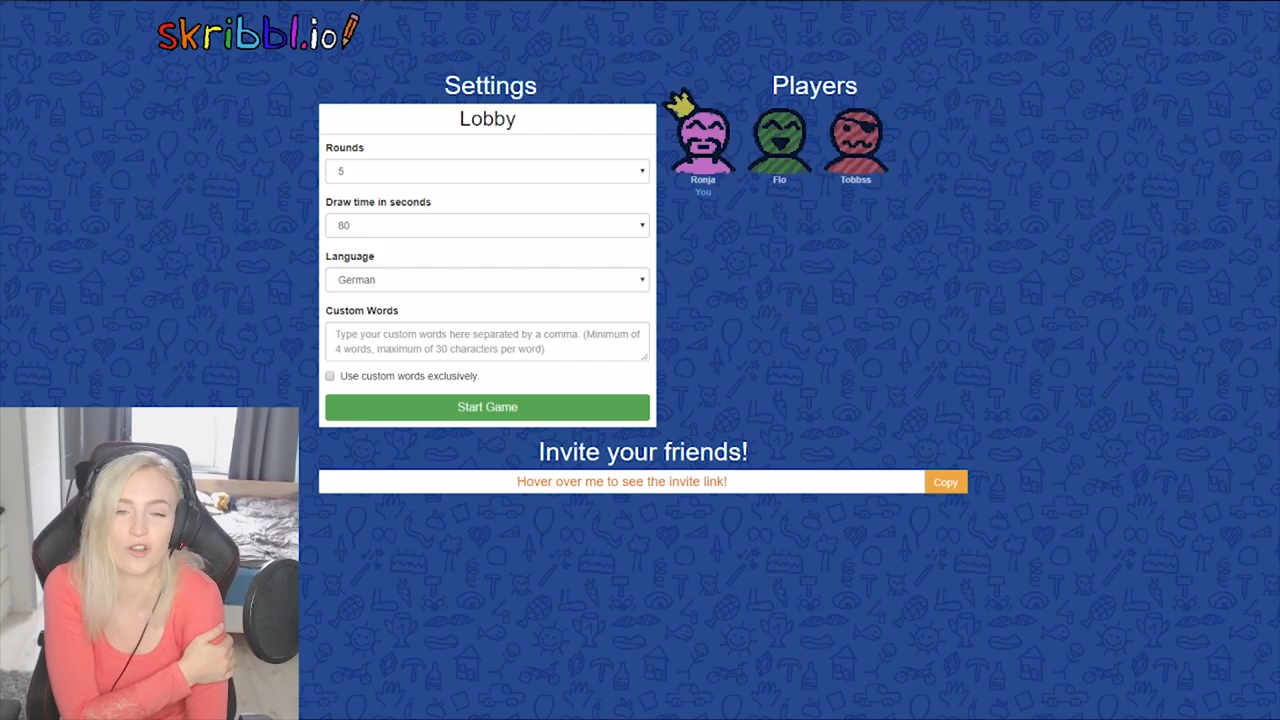 skribbl.io
Settings
Players
Lobby
Rounds
5
Draw time in seconds
80
Language
German
Custom Words
Type your custom words here separated by a comma. (Minimum of
4 words, maximum of 30 characters per word)
Use custom words exclusively.
Start Game
Ronja
You
Flo
Tobbss
Invite your friends!
Hover over me to see the invite link!
Copy